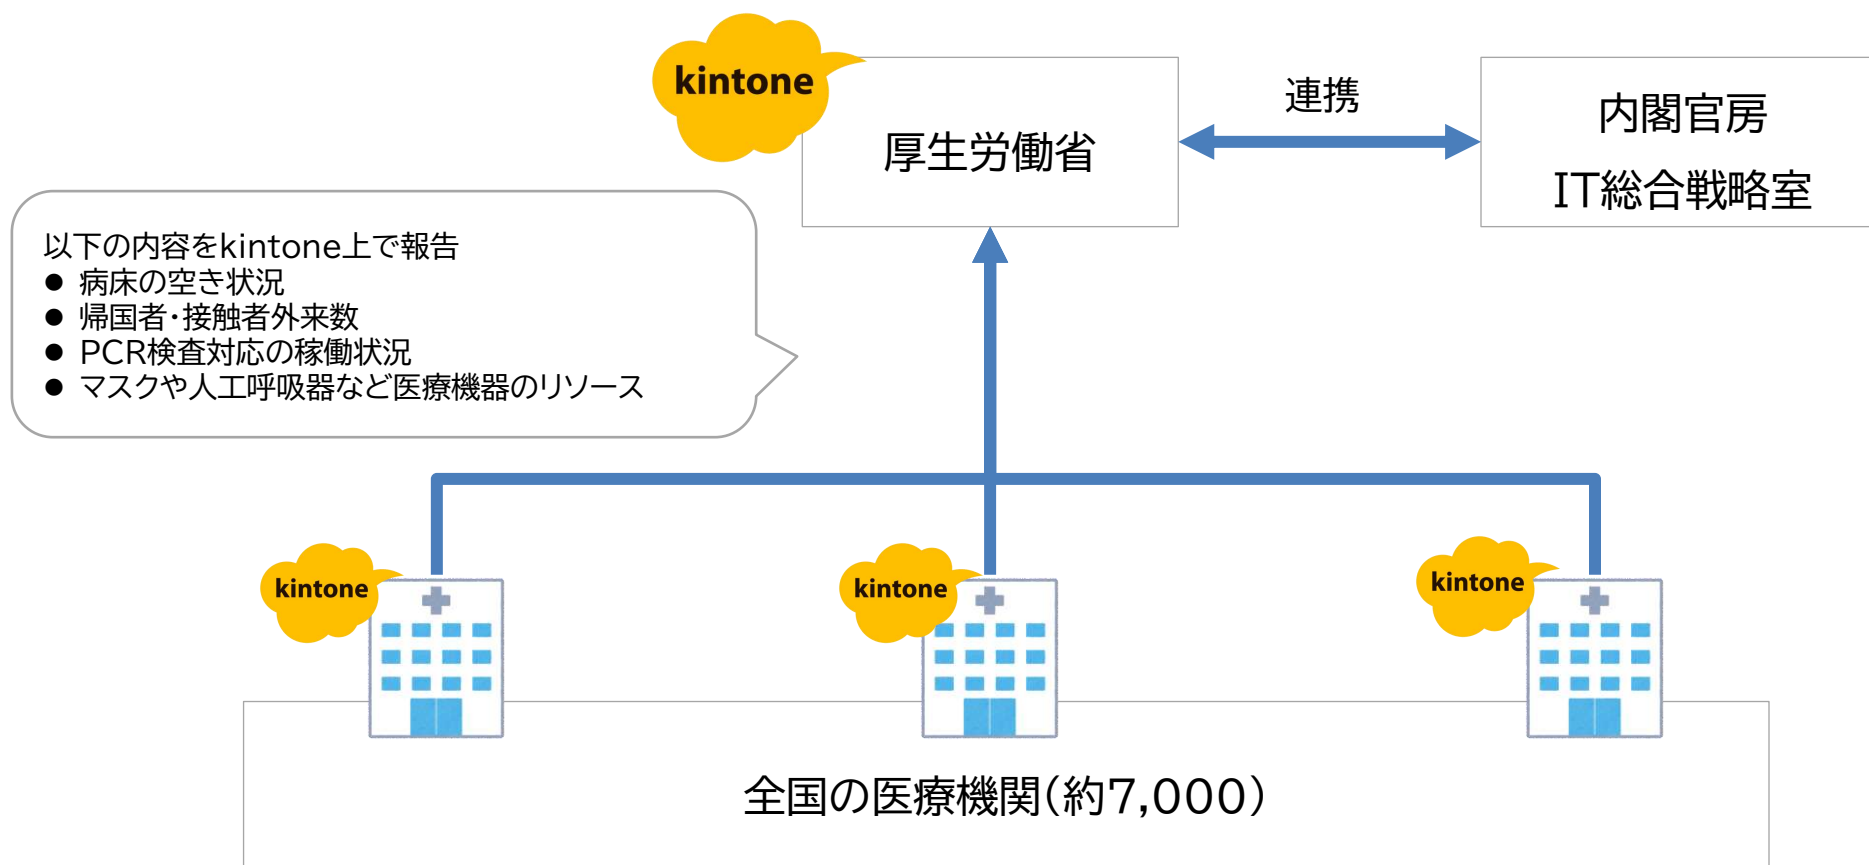 kintone
厚生労働省
連携
内閣官房
IT総合戦略室
以下の内容をkintone上で報告
● 病床の空き状況
● 帰国者・接触者外来数
● PCR検査対応の稼働状況
● マスクや人工呼吸器など医療機器のリソース
kintone
kintone
kintone
全国の医療機関(約7,000)